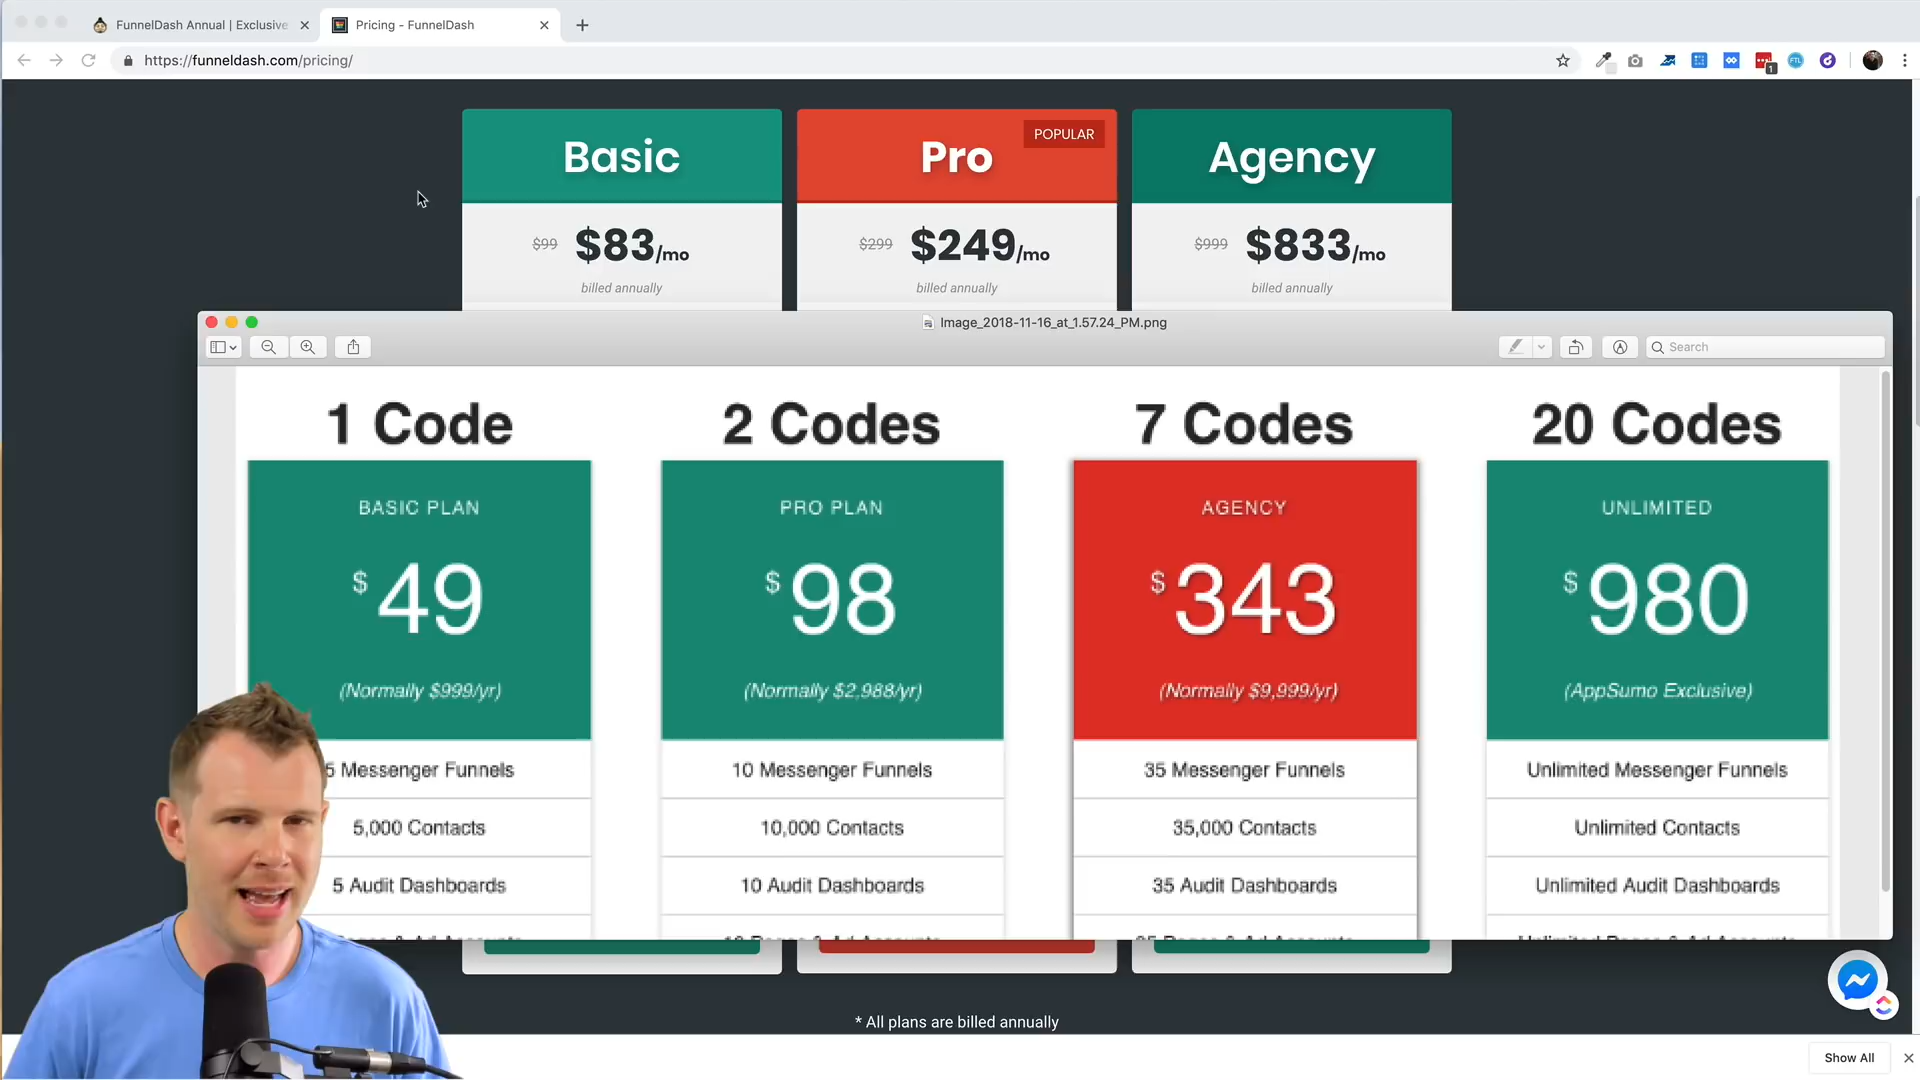 FunnelDash Annual | Exclusive
Pricing - FunnelDash
https://funneldash.com/pricing/
1
FTL
Basic
Pro
POPULAR
Agency
$99 $83/mo
$299 $249/mo
$999 $833/mo
billed annually
billed annually
billed annually
Image_2018-11-16_at_1.57.24_PM.png
Search
1 Code
2 Codes
7 Codes
20 Codes
BASIC PLAN
PRO PLAN
AGENCY
UNLIMITED
$49
$98
$343
$980
(Normally $999/yr)
(Normally $2,988/yr)
(Normally $9,999/yr)
(AppSumo Exclusive)
5 Messenger Funnels
10 Messenger Funnels
35 Messenger Funnels
Unlimited Messenger Funnels
5,000 Contacts
10,000 Contacts
35,000 Contacts
Unlimited Contacts
5 Audit Dashboards
10 Audit Dashboards
35 Audit Dashboards
Unlimited Audit Dashboards
* All plans are billed annually
Show All